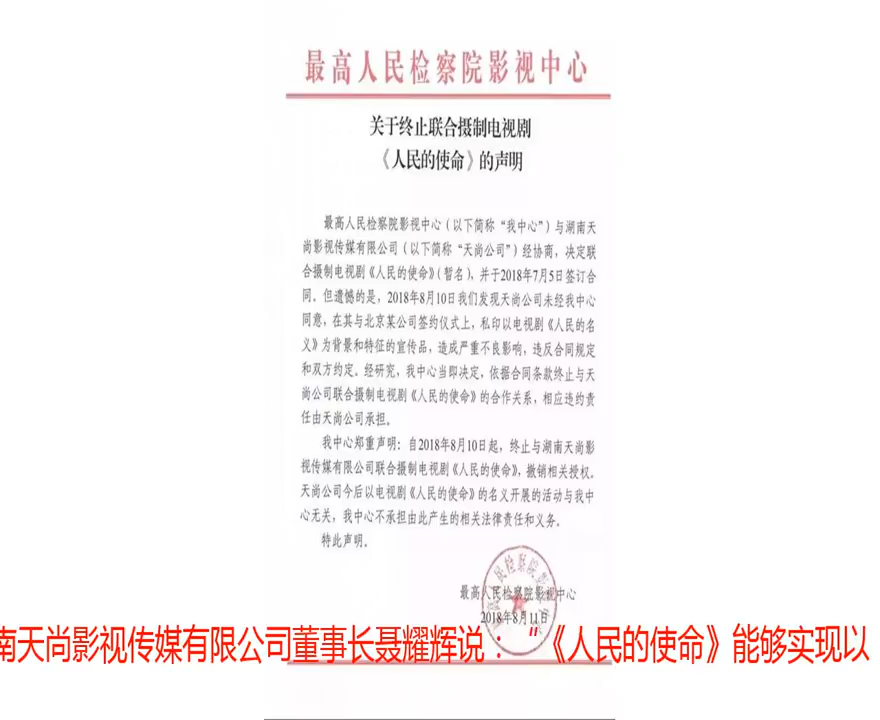 最高人民检察院影视中心
关于终止联合摄制电视剧
《人民的使命》的声明
最高人民检察院影视中心（以下简称“我中心”）与湖南天
尚影视传媒有限公司（以下简称“天尚公司”）经协商，决定联
合摄制电视剧《人民的使命》（暂名），并于2018年7月5日签订合
同。但遗憾的是，2018年8月10日我们发现天尚公司未经我中心
同意，在其与北京某公司签约仪式上，私印以电视剧《人民的名
义》为背景和特征的宣传品，造成严重不良影响，违反合同规定
和双方约定。经研究，我中心当即决定，依据合同条款终止与天
尚公司联合摄制电视剧《人民的使命》的合作关系，相应违约责
任由天尚公司承担。
我中心郑重声明：自2018年8月10日起，终止与湖南天尚影
视传媒有限公司联合摄制电视剧《人民的使命》，撤销相关授权。
天尚公司今后以电视剧《人民的使命》的名义开展的活动与我中
心无关，我中心不承担由此产生的相关法律责任和义务。
特此声明。
最高人民检察院影视中心
2018年8月11日
南天尚影视传媒有限公司董事长聂耀辉说："《人民的使命》能够实现以